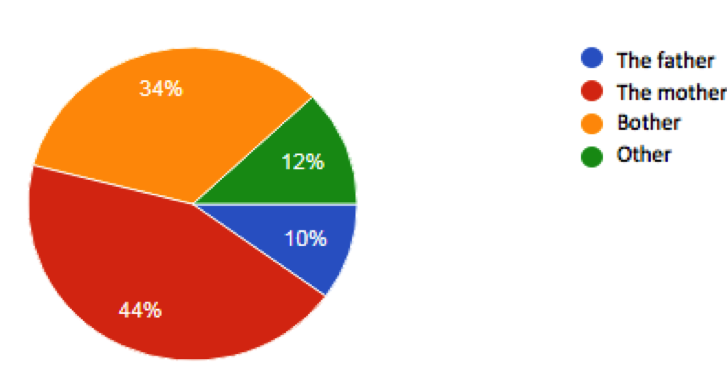 34%
12%
10%
44%
The father
The mother
Bother
Other